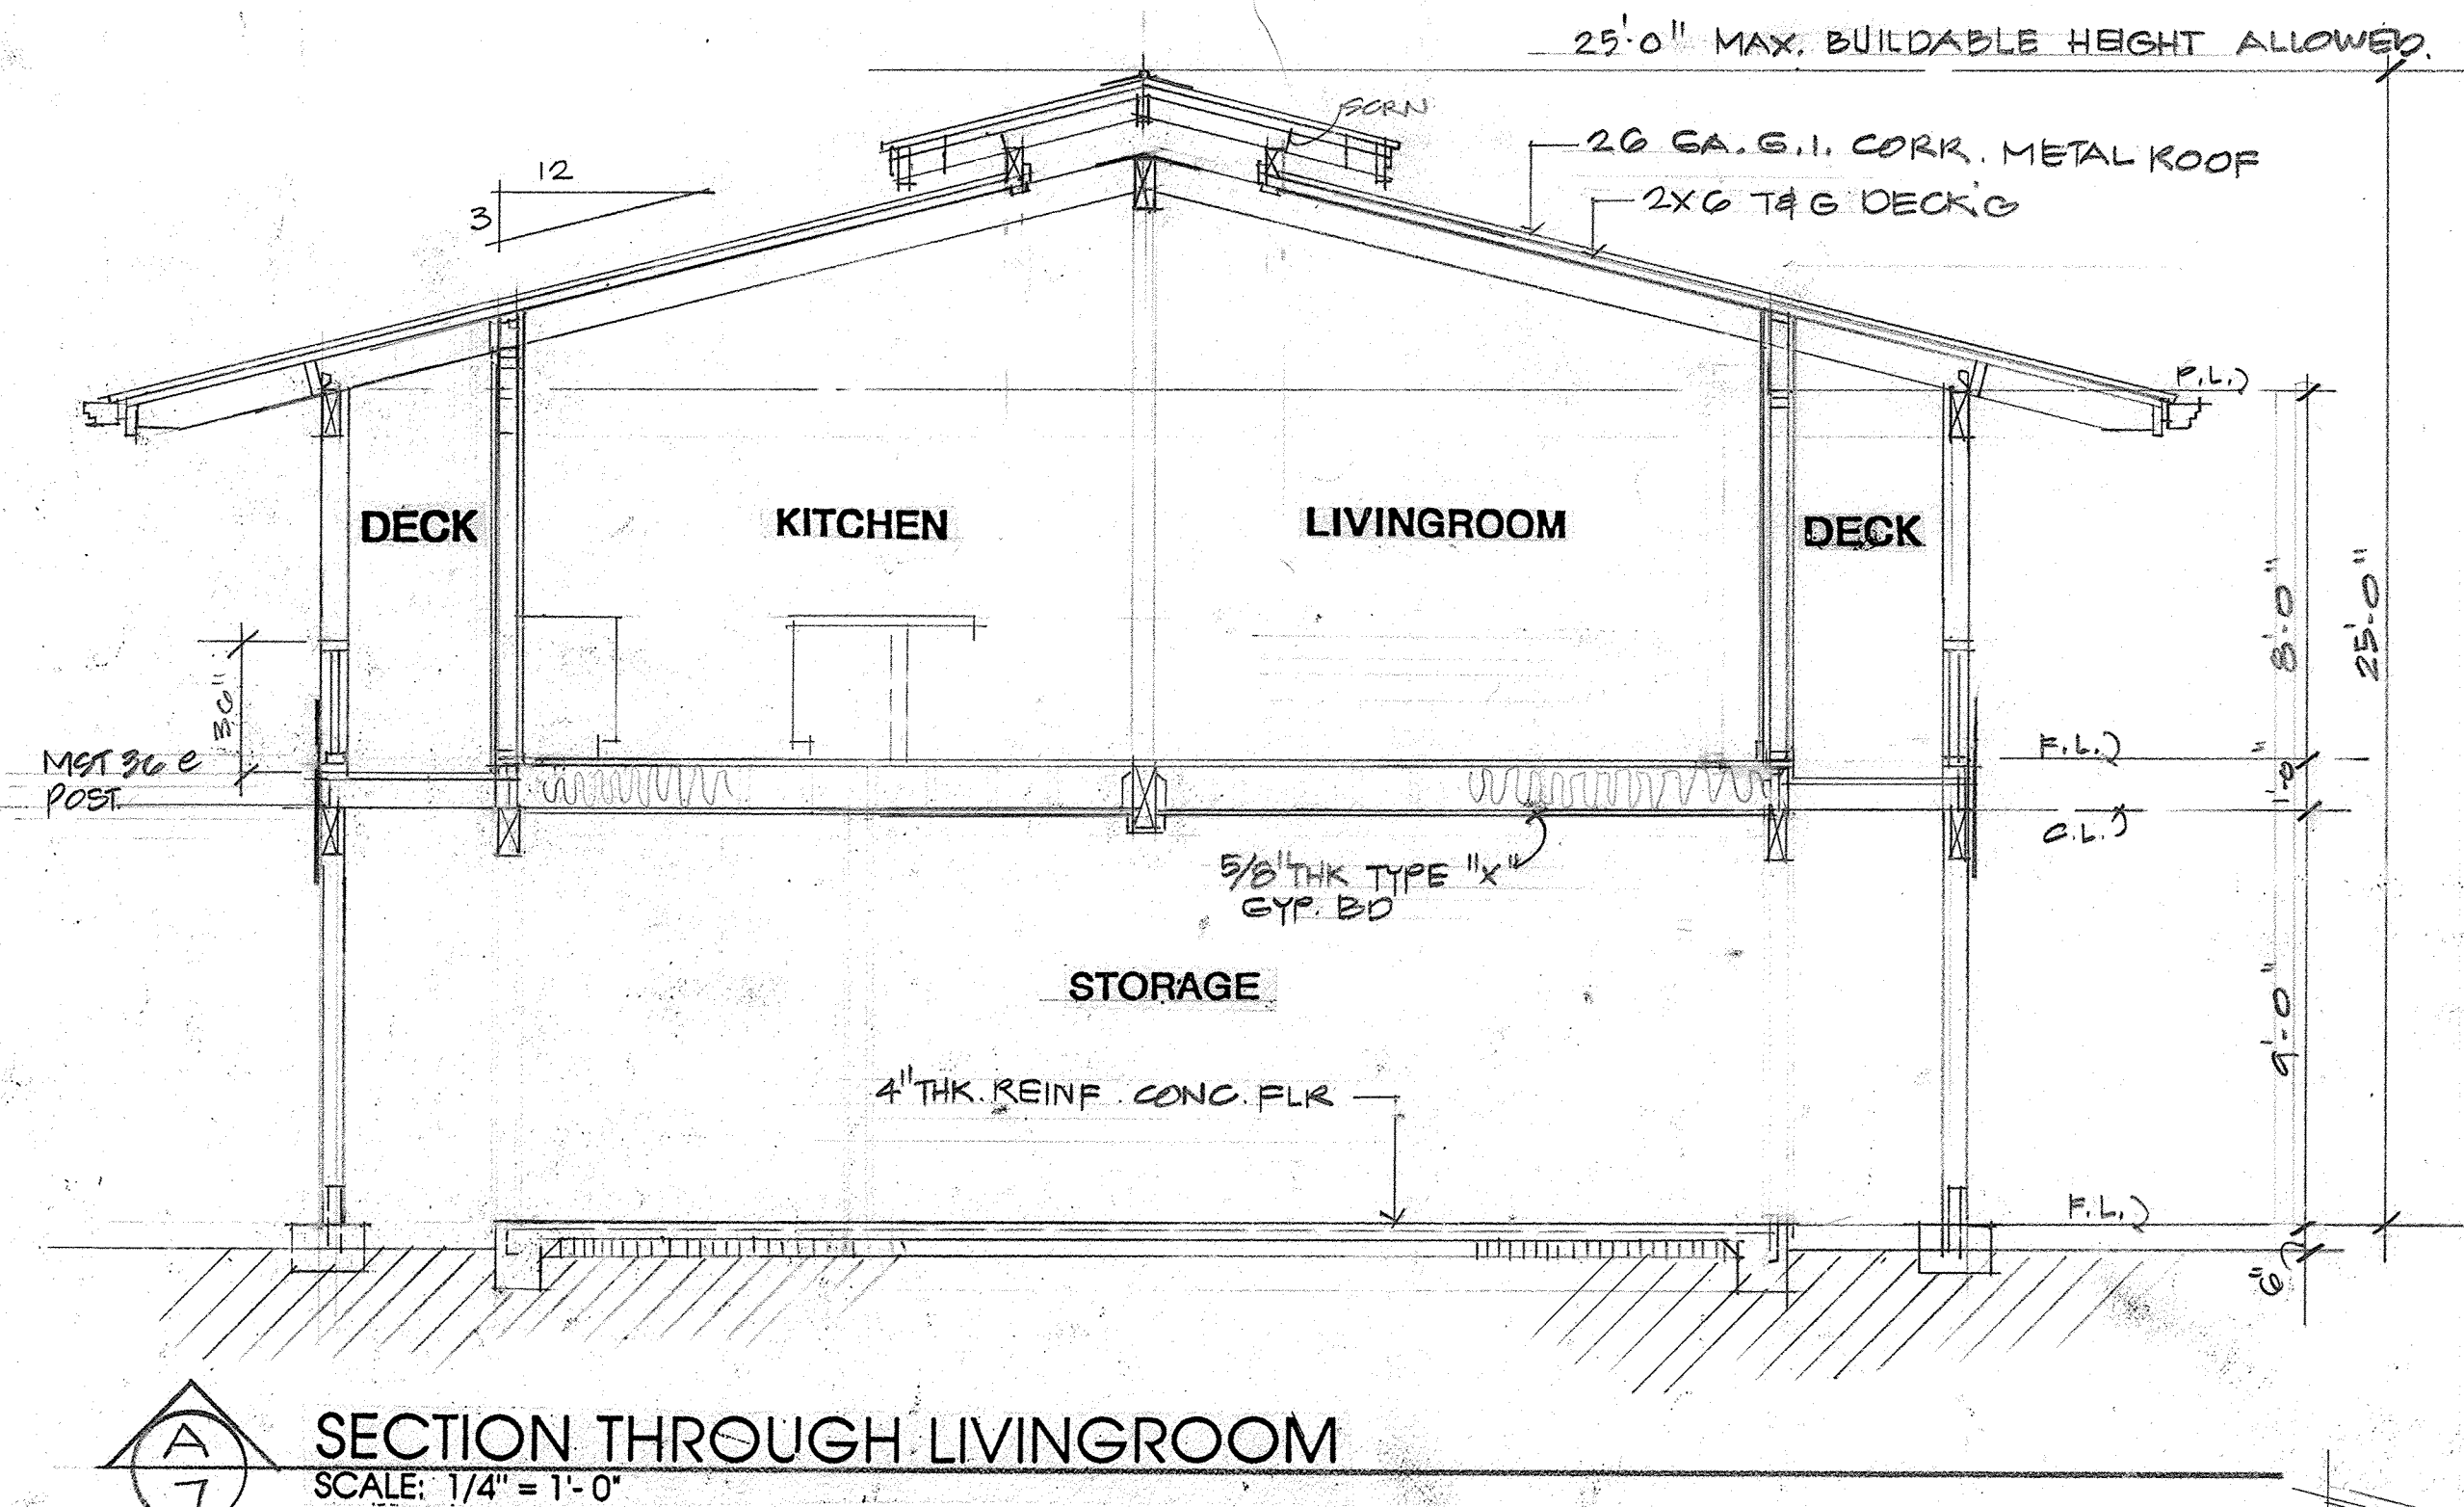 25'-0" MAX. BUILDABLE HEIGHT ALLOWED.
SCRN
26 GA. G.I. CORR. METAL ROOF
2X6 T&G DECK'G
12
3
P.L.
DECK
KITCHEN
LIVINGROOM
DECK
8'-0"
25'-0"
36"
MST 36 @
POST
F.L.
1'-0"
C.L.
5/8" THK TYPE "X"
GYP. BD
STORAGE
9'-0"
4" THK. REINF. CONC. FLR
F.L.
6"
A
7
SECTION THROUGH LIVINGROOM
SCALE: 1/4" = 1'-0"